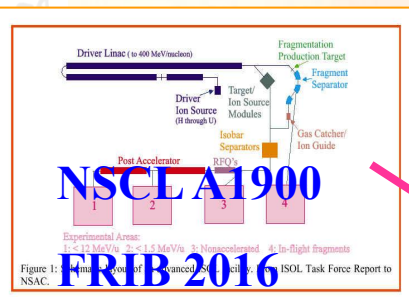 Driver Linac ( to 400 MeV/nucleon)
Fragmentation
Production Target
Fragment
Separator
Target/
Ion Source
Modules
Driver
Ion Source
(H through U)
Gas Catcher/
Ion Guide
Isobar
Separators
Post Accelerator
RFQ's
NSCL A1900
1
2
3
4
Experimental Areas:
1: < 12 MeV/u 2: < 1.5 MeV/u 3: Nonaccelerated 4: In-flight fragments
Figure 1: Schematic layout of an advanced ISOL facility. From ISOL Task Force Report to
NSAC.
FRIB 2016